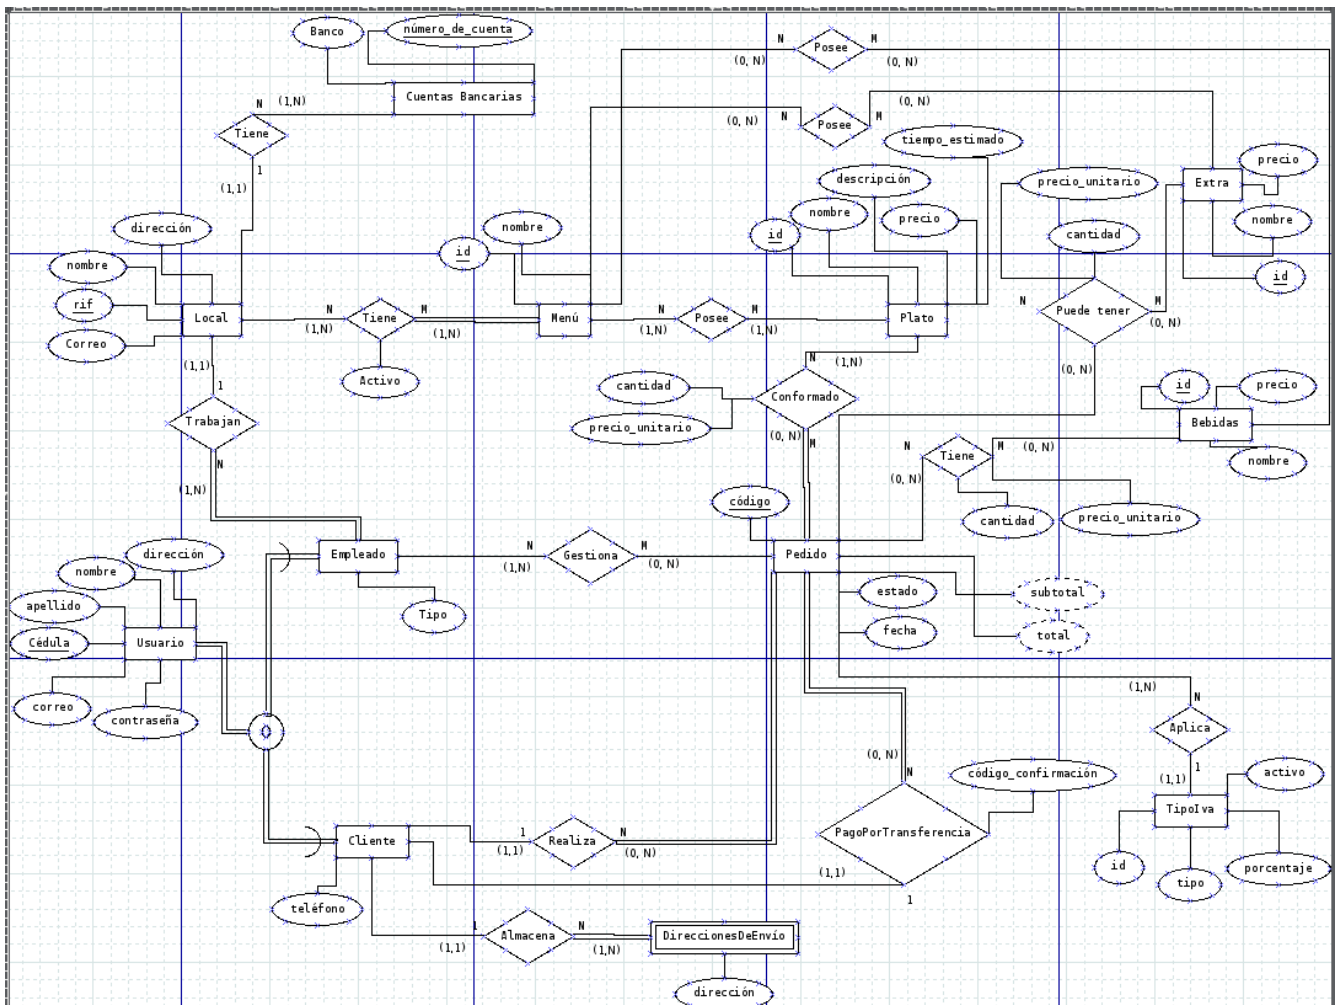 Banco
número_de_cuenta
Cuentas Bancarias
N
(1,N)
Tiene
1
(1,1)
N
Posee
M
(0, N)
(0, N)
(0, N)
N
Posee
M
(0, N)
tiempo_estimado
descripción
nombre
precio
id
precio_unitario
cantidad
Extra
precio
nombre
id
dirección
nombre
rif
Correo
Local
N
(1,N)
Tiene
M
(1,N)
Activo
id
nombre
Menú
N
(1,N)
Posee
M
(1,N)
Plato
N
Puede tener
M
(0, N)
(0, N)
(1,1)
1
Trabajan
N
(1,N)
cantidad
precio_unitario
N
(1,N)
Conformado
(0, N)
M
id
precio
Bebidas
nombre
N
Tiene
M
(0, N)
(0, N)
cantidad
precio_unitario
código
dirección
nombre
apellido
Cédula
Usuario
correo
contraseña
Empleado
Tipo
N
(1,N)
Gestiona
M
(0, N)
Pedido
estado
fecha
subtotal
total
O
(1,N)
N
Aplica
1
(1,1)
TipoIva
activo
id
tipo
porcentaje
(0, N)
N
código_confirmación
PagoPorTransferencia
(1,1)
1
Cliente
teléfono
1
(1,1)
Realiza
N
(0, N)
1
(1,1)
Almacena
N
(1,N)
DireccionesDeEnvío
dirección